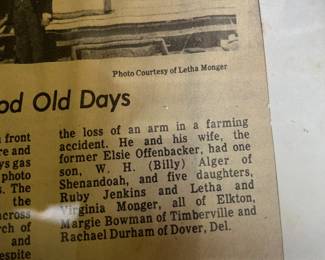 Photo Courtesy of Letha Monger
od Old Days
front
re and
ys gas
photo
s. The
the
across
rch of
and
espite
the loss of an arm in a farming
accident. He and his wife, the
former Elsie Offenbacker, had one
son, W. H. (Billy) Alger of
Shenandoah, and five daughters,
Ruby Jenkins and Letha and
Virginia Monger, all of Elkton,
Margie Bowman of Timberville and
Rachael Durham of Dover, Del.